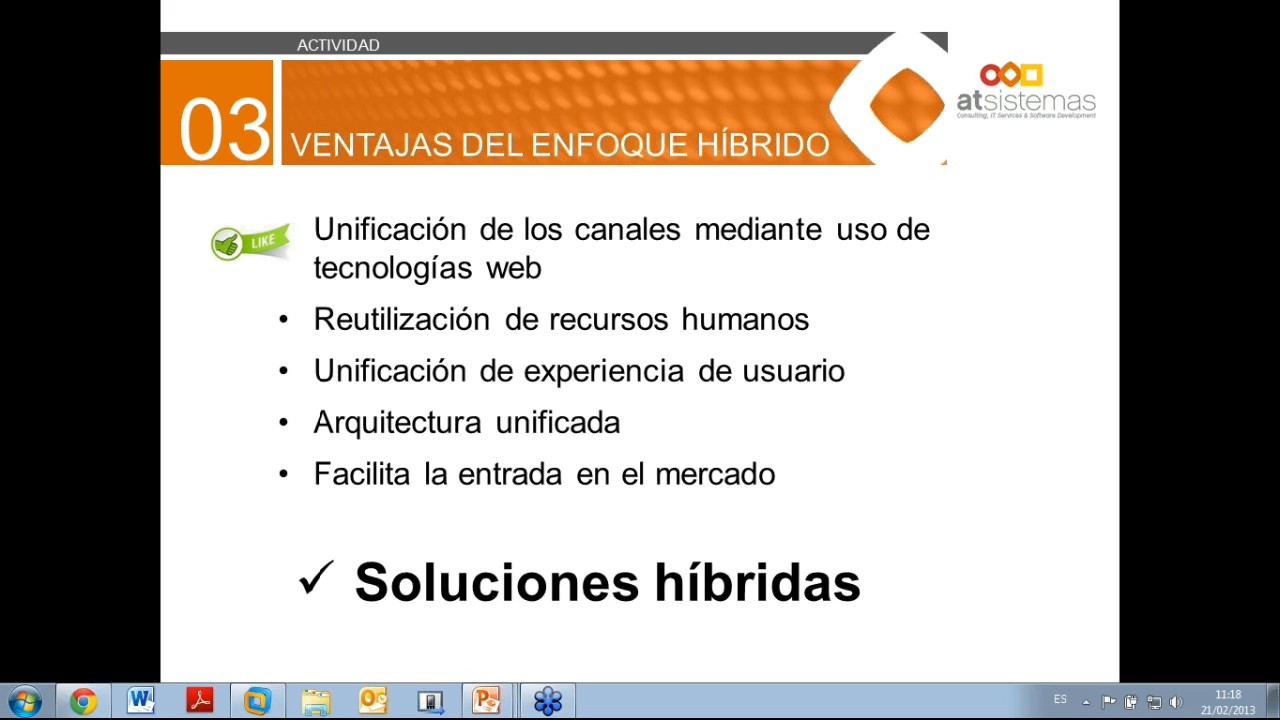 ACTIVIDAD
03
VENTAJAS DEL ENFOQUE HÍBRIDO
atsistemas
Consulting, IT Services & Software Development
LIKE
Unificación de los canales mediante uso de
tecnologías web
• Reutilización de recursos humanos
• Unificación de experiencia de usuario
• Arquitectura unificada
• Facilita la entrada en el mercado
✓ Soluciones híbridas
ES
11:18
21/02/2013